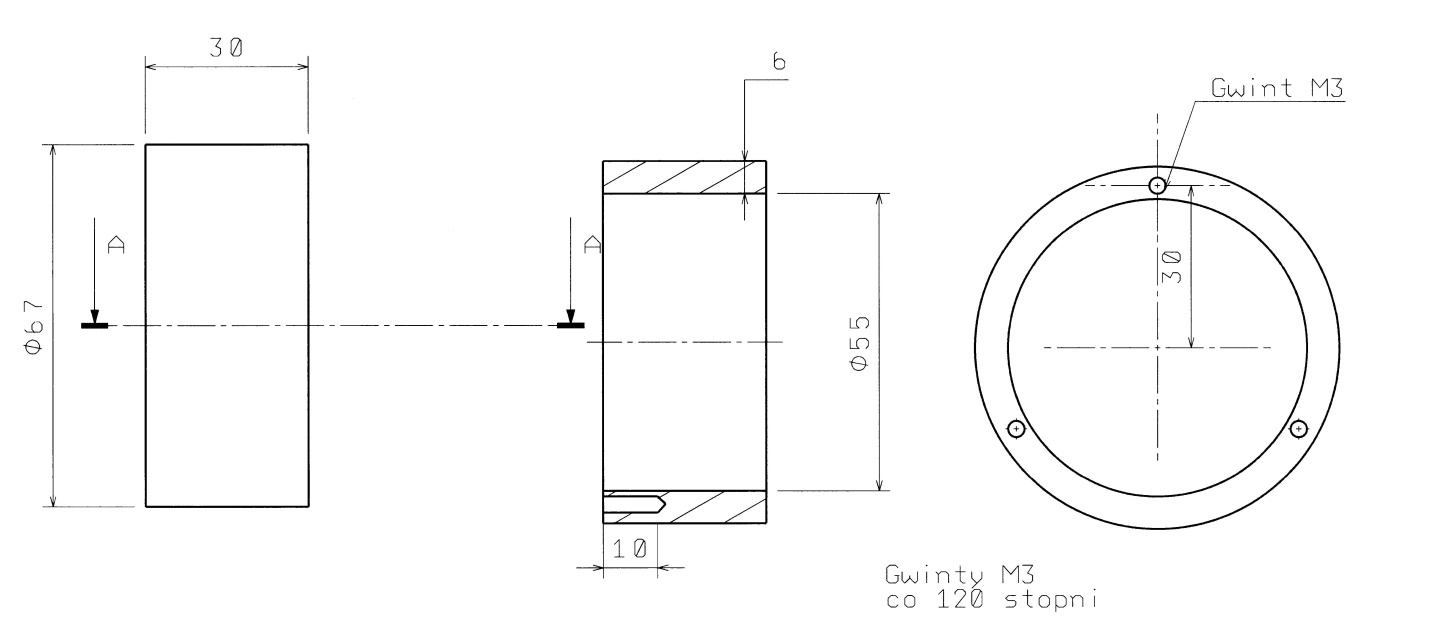 30
6
Gwint M3
A
A
Φ67
30
Φ55
10
Gwinty M3
co 120 stopni